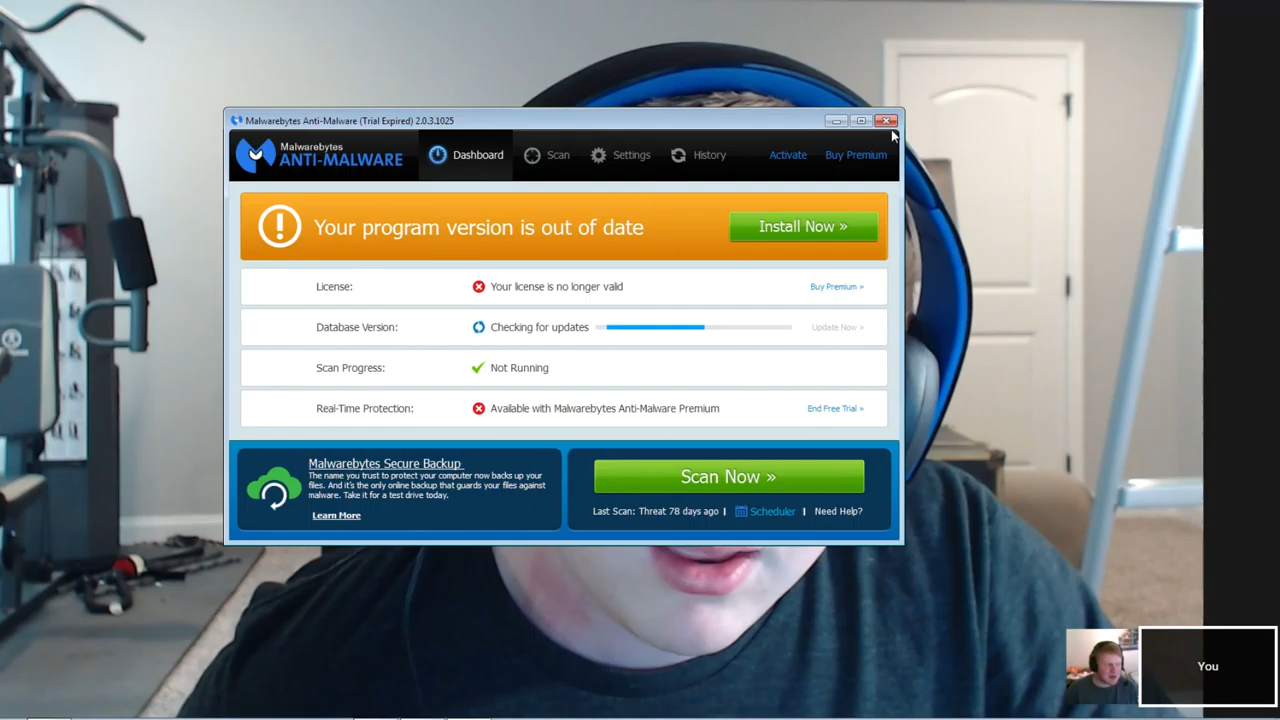 Malwarebytes Anti-Malware (Trial Expired) 2.0.3.1025
Malwarebytes
ANTI-MALWARE
Dashboard
Scan
Settings
History
Activate
Buy Premium
Your program version is out of date
Install Now »
License:
Your license is no longer valid
Buy Premium »
Database Version:
Checking for updates
Update Now »
Scan Progress:
Not Running
Real-Time Protection:
Available with Malwarebytes Anti-Malware Premium
End Free Trial »
Malwarebytes Secure Backup
The name you trust to protect your computer now backs up your
files. And it's the only online backup that guards your files against
malware. Take it for a test drive today.
Learn More
Scan Now »
Last Scan: Threat 78 days ago |
Scheduler |
Need Help?
You